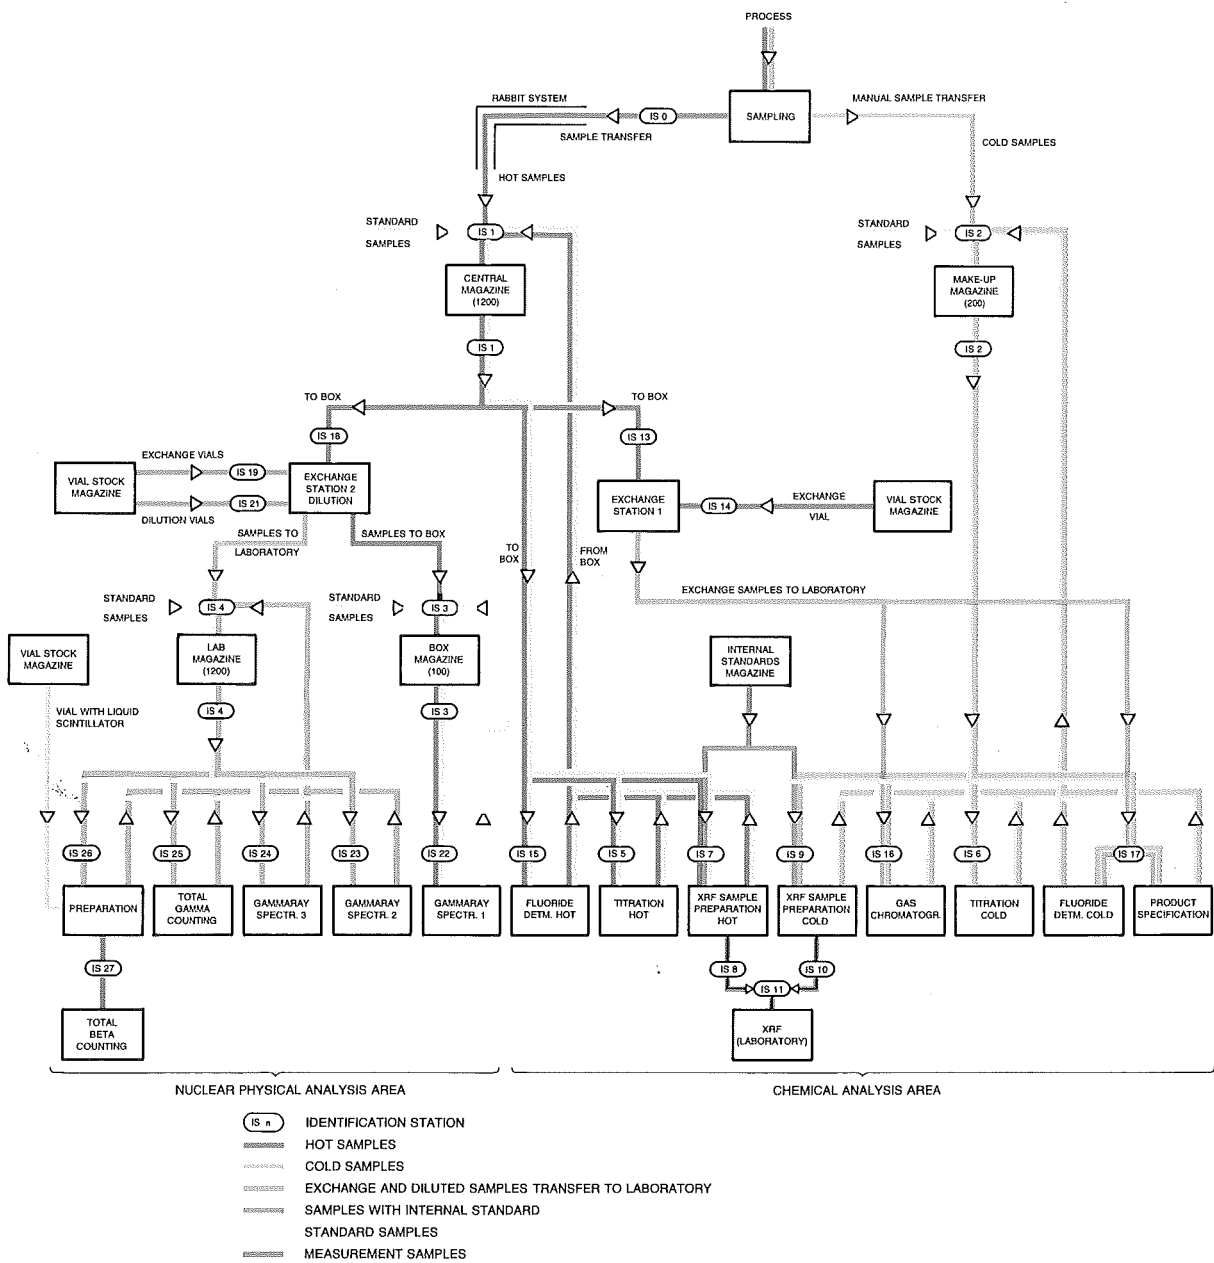 PROCESS
RABBIT SYSTEM
IS 0
SAMPLING
MANUAL SAMPLE TRANSFER
SAMPLE TRANSFER
COLD SAMPLES
HOT SAMPLES
STANDARD
SAMPLES
IS 1
STANDARD
SAMPLES
IS 2
CENTRAL
MAGAZINE
(1200)
MAKE-UP
MAGAZINE
(200)
IS 1
IS 2
TO BOX
TO BOX
IS 18
IS 13
EXCHANGE VIALS
VIAL STOCK
MAGAZINE
IS 19
IS 21
DILUTION VIALS
EXCHANGE
STATION 2
DILUTION
EXCHANGE
STATION 1
IS 14
EXCHANGE
VIAL
VIAL STOCK
MAGAZINE
SAMPLES TO
LABORATORY
SAMPLES TO BOX
TO
BOX
FROM
BOX
EXCHANGE SAMPLES TO LABORATORY
STANDARD
SAMPLES
IS 4
STANDARD
SAMPLES
IS 3
VIAL STOCK
MAGAZINE
LAB
MAGAZINE
(1200)
BOX
MAGAZINE
(100)
INTERNAL
STANDARDS
MAGAZINE
VIAL WITH LIQUID
SCINTILLATOR
IS 4
IS 3
IS 26
IS 25
IS 24
IS 23
IS 22
IS 15
IS 5
IS 7
IS 9
IS 16
IS 6
IS 17
PREPARATION
TOTAL
GAMMA
COUNTING
GAMMARAY
SPECTR. 3
GAMMARAY
SPECTR. 2
GAMMARAY
SPECTR. 1
FLUORIDE
DETM. HOT
TITRATION
HOT
XRF SAMPLE
PREPARATION
HOT
XRF SAMPLE
PREPARATION
COLD
GAS
CHROMATOGR.
TITRATION
COLD
FLUORIDE
DETM. COLD
PRODUCT
SPECIFICATION
IS 27
IS 8
IS 10
IS 11
TOTAL
BETA
COUNTING
XRF
(LABORATORY)
NUCLEAR PHYSICAL ANALYSIS AREA
CHEMICAL ANALYSIS AREA
IS n IDENTIFICATION STATION
HOT SAMPLES
COLD SAMPLES
EXCHANGE AND DILUTED SAMPLES TRANSFER TO LABORATORY
SAMPLES WITH INTERNAL STANDARD
STANDARD SAMPLES
MEASUREMENT SAMPLES